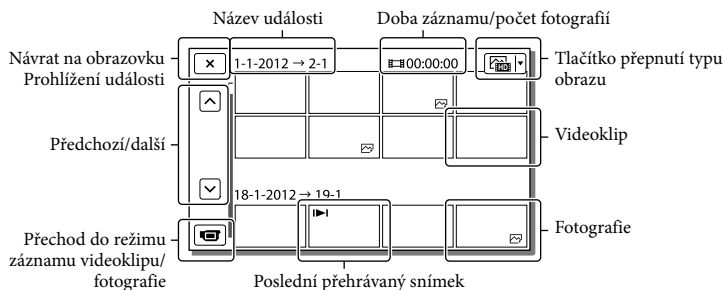 Název události
Doba záznamu/počet fotografií
Návrat na obrazovku
Prohlížení události
1-1-2012 → 2-1
00:00:00
HD
Tlačítko přepnutí typu
obrazu
Předchozí/další
Videoklip
18-1-2012 → 19-1
Přechod do režimu
záznamu videoklipu/
fotografie
Fotografie
Poslední přehrávaný snímek